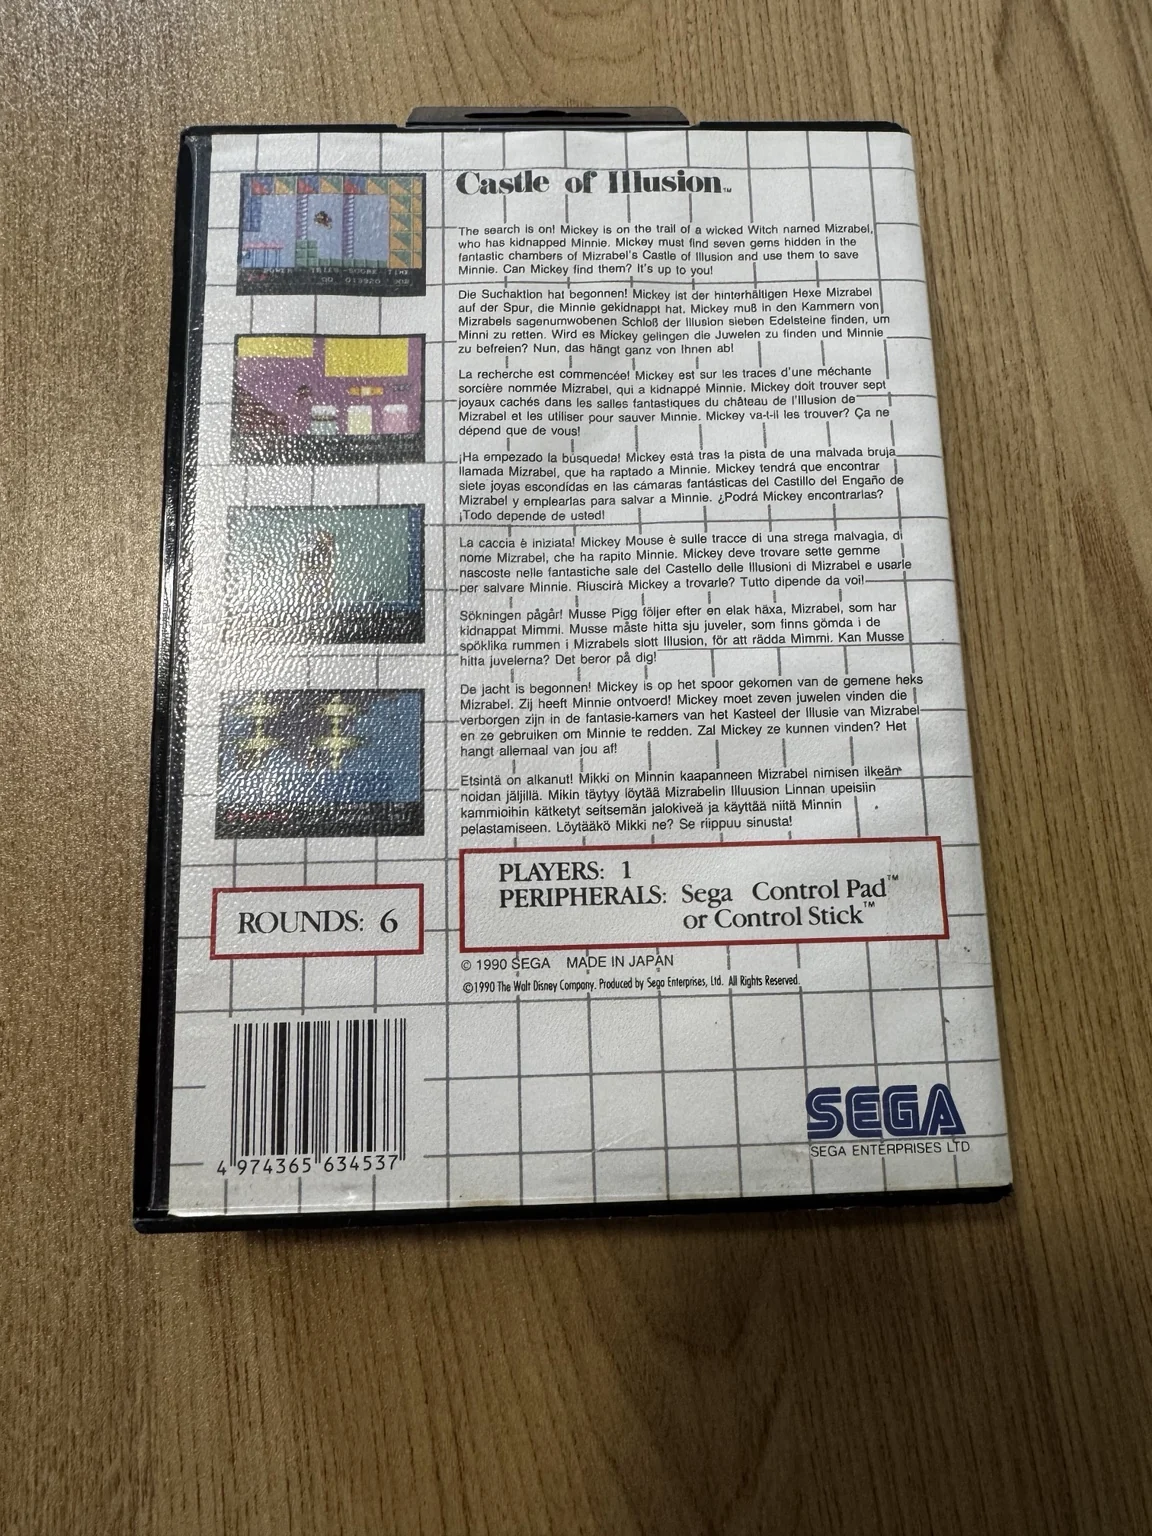 Castle of Illusion™
The search is on! Mickey is on the trail of a wicked Witch named Mizrabel,
who has kidnapped Minnie. Mickey must find seven gems hidden in the
fantastic chambers of Mizrabel's Castle of Illusion and use them to save
Minnie. Can Mickey find them? It's up to you!
Die Suchaktion hat begonnen! Mickey ist der hinterhältigen Hexe Mizrabel
auf der Spur, die Minnie gekidnappt hat. Mickey muß in den Kammern von
Mizrabels sagenumwobenen Schloß der Illusion sieben Edelsteine finden, um
Minni zu retten. Wird es Mickey gelingen die Juwelen zu finden und Minnie
zu befreien? Nun, das hängt ganz von Ihnen ab!
La recherche est commencée! Mickey est sur les traces d'une méchante
sorcière nommée Mizrabel, qui a kidnappé Minnie. Mickey doit trouver sept
joyaux cachés dans les salles fantastiques du château de l'Illusion de
Mizrabel et les utiliser pour sauver Minnie. Mickey va-t-il les trouver? Ça ne
dépend que de vous!
¡Ha empezado la búsqueda! Mickey está tras la pista de una malvada bruja
llamada Mizrabel, que ha raptado a Minnie. Mickey tendrá que encontrar
siete joyas escondidas en las cámaras fantásticas del Castillo del Engaño de
Mizrabel y emplearlas para salvar a Minnie. ¿Podrá Mickey encontrarlas?
¡Todo depende de usted!
La caccia è iniziata! Mickey Mouse è sulle tracce di una strega malvagia, di
nome Mizrabel, che ha rapito Minnie. Mickey deve trovare sette gemme
nascoste nelle fantastiche sale del Castello delle Illusioni di Mizrabel e usarle
per salvare Minnie. Riuscirà Mickey a trovarle? Tutto dipende da voi!
Sökningen pågår! Musse Pigg följer efter en elak häxa, Mizrabel, som har
kidnappat Mimmi. Musse måste hitta sju juveler, som finns gömda i de
spöklika rummen i Mizrabels slott Illusion, för att rädda Mimmi. Kan Musse
hitta juvelerna? Det beror på dig!
De jacht is begonnen! Mickey is op het spoor gekomen van de gemene heks
Mizrabel. Zij heeft Minnie ontvoerd! Mickey moet zeven juwelen vinden die
verborgen zijn in de fantasie-kamers van het Kasteel der Illusie van Mizrabel
en ze gebruiken om Minnie te redden. Zal Mickey ze kunnen vinden? Het
hangt allemaal van jou af!
Etsintä on alkanut! Mikki on Minnin kaapanneen Mizrabel nimisen ilkeän
noidan jäljillä. Mikin täytyy löytää Mizrabelin Illuusion Linnan upeisiin
kammioihin kätketyt seitsemän jalokiveä ja käyttää niitä Minnin
pelastamiseen. Löytääkö Mikki ne? Se riippuu sinusta!
PLAYERS: 1
PERIPHERALS: Sega Control Pad™
or Control Stick™
ROUNDS: 6
© 1990 SEGA MADE IN JAPAN
©1990 The Walt Disney Company. Produced by Sega Enterprises, Ltd. All Rights Reserved.
4 974365 634537
SEGA
SEGA ENTERPRISES LTD